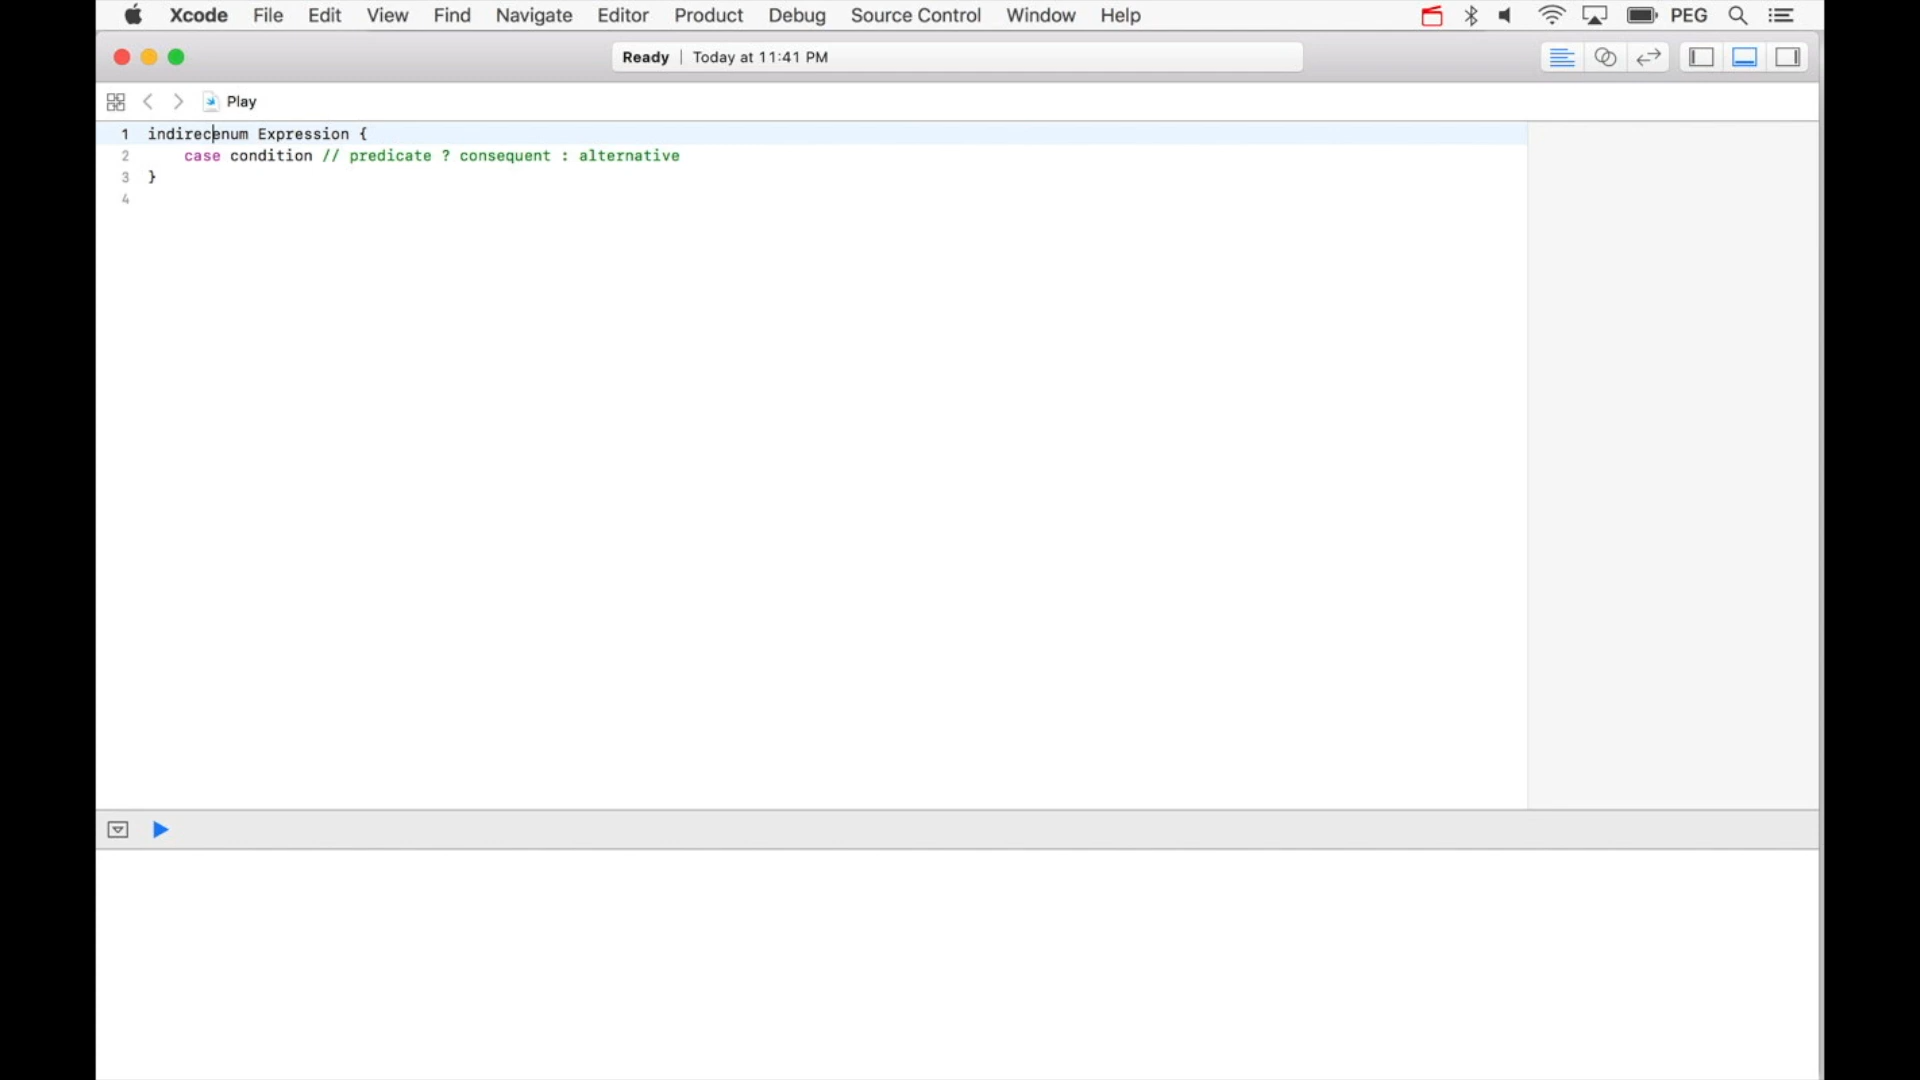 Xcode File Edit View Find Navigate Editor Product Debug Source Control Window Help PEG
Ready | Today at 11:41 PM
Play
1 indirecenum Expression {
2 case condition // predicate ? consequent : alternative
3 }
4